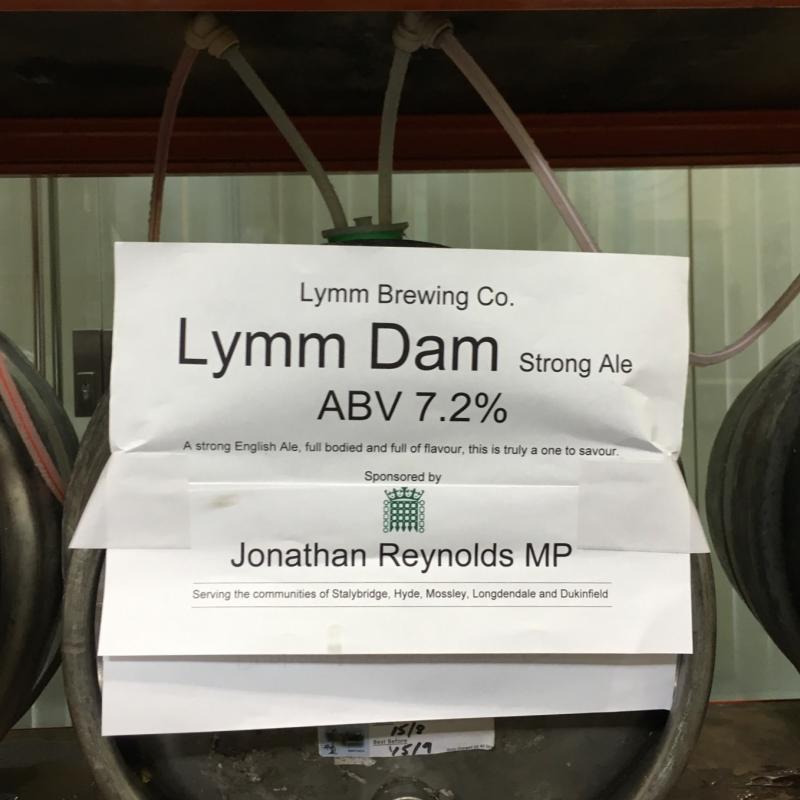 Lymm Brewing Co.
Lymm Dam Strong Ale
ABV 7.2%
A strong English Ale, full bodied and full of flavour, this is truly a one to savour.
Sponsored by
Jonathan Reynolds MP
Serving the communities of Stalybridge, Hyde, Mossley, Longdendale and Dukinfield
15/8
Best Before